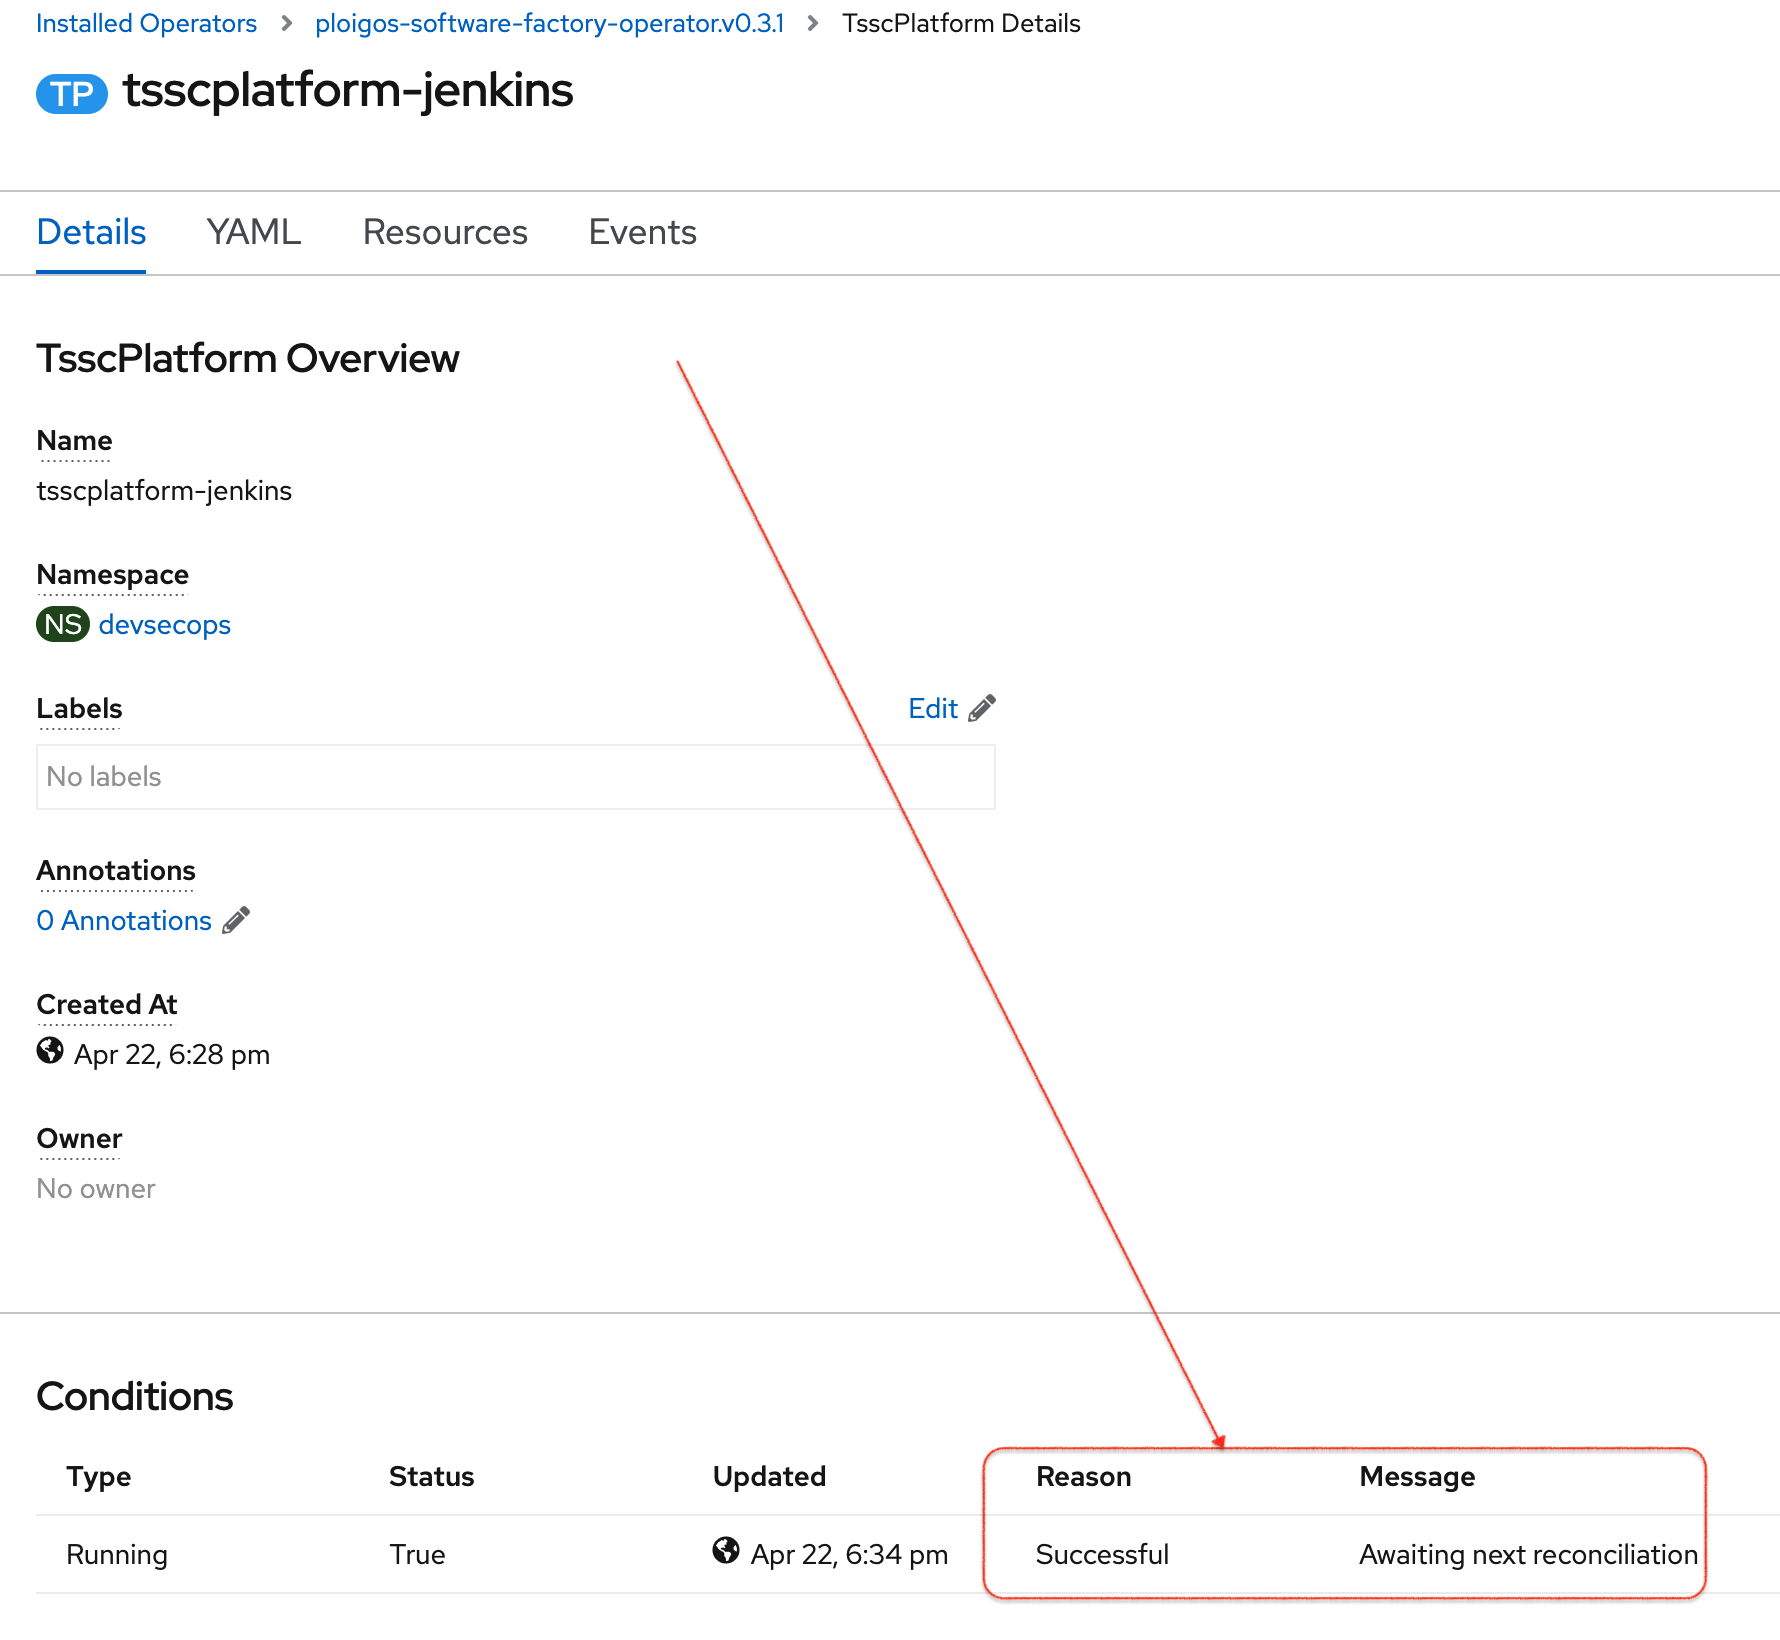 Installed Operators > ploigos-software-factory-operator.v0.3.1 > TsscPlatform Details
TP tsscplatform-jenkins
Details YAML Resources Events
TsscPlatform Overview
Name
tsscplatform-jenkins
Namespace
NS devsecops
Labels Edit
No labels
Annotations
0 Annotations
Created At
Apr 22, 6:28 pm
Owner
No owner
Conditions
Type Status Updated Reason Message
Running True Apr 22, 6:34 pm Successful Awaiting next reconciliation